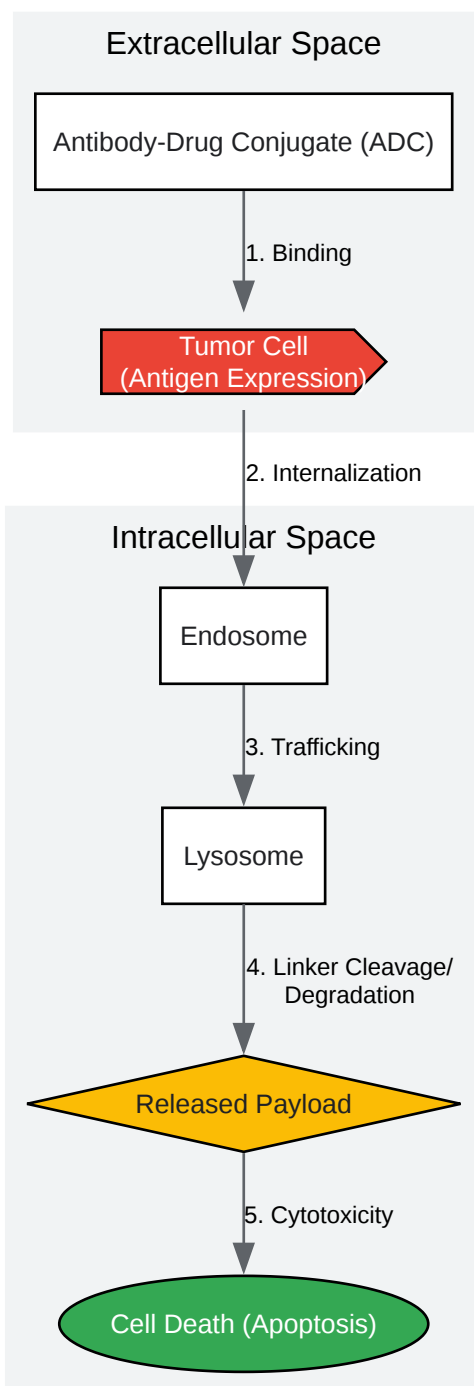 Extracellular Space
Antibody-Drug Conjugate (ADC)
1. Binding
Tumor Cell
(Antigen Expression)
2. Internalization
Intracellular Space
Endosome
3. Trafficking
Lysosome
4. Linker Cleavage/
Degradation
Released Payload
5. Cytotoxicity
Cell Death (Apoptosis)